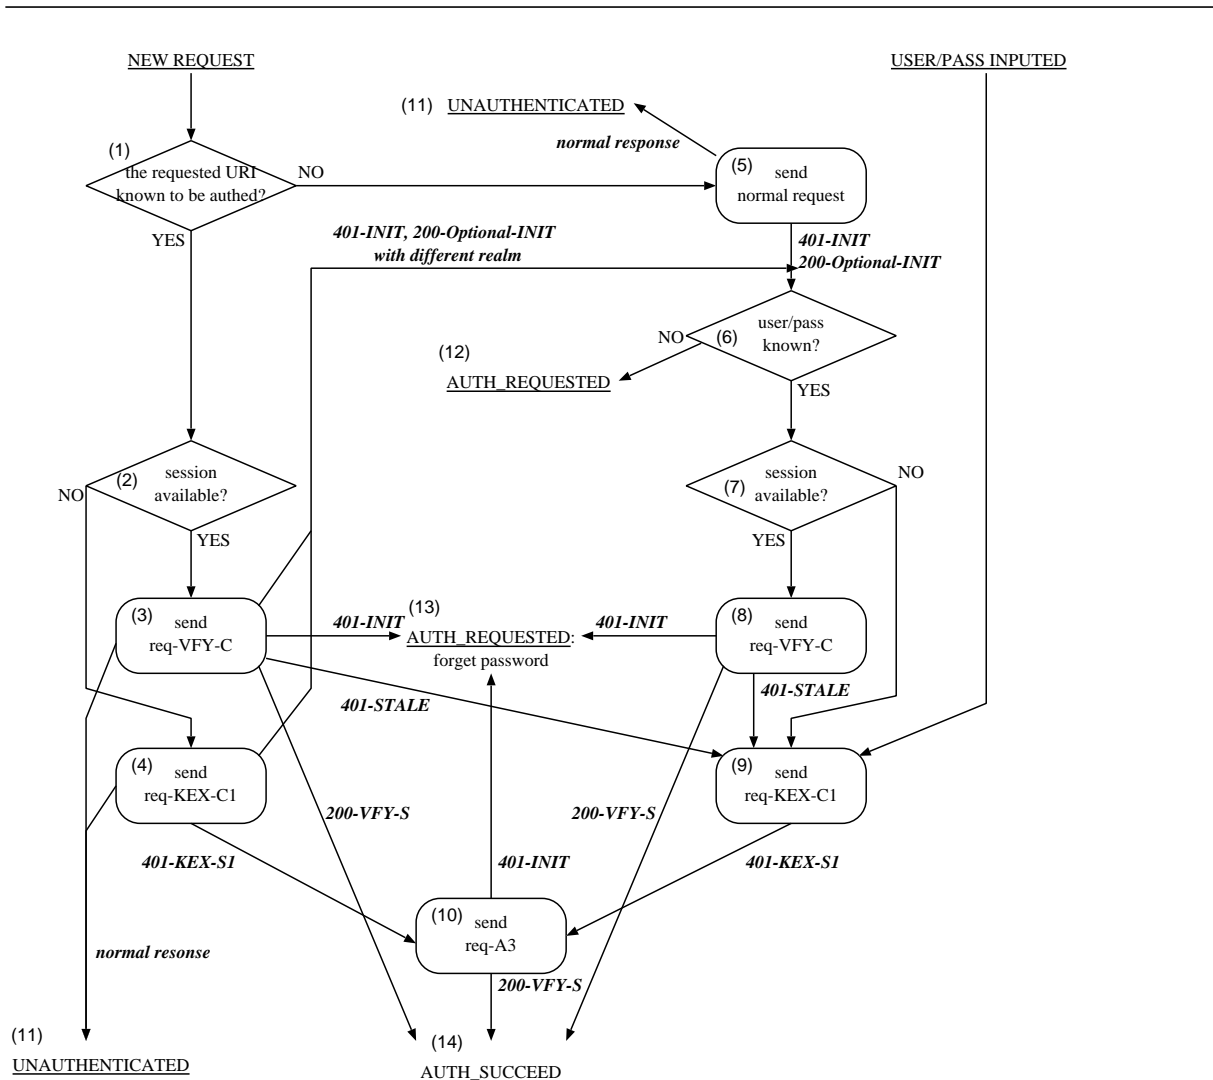 NEW REQUEST
USER/PASS INPUTED
(11) UNAUTHENTICATED
normal response
(1)
the requested URI
known to be authed?
NO
(5) send
normal request
YES
401-INIT, 200-Optional-INIT
with different realm
401-INIT
200-Optional-INIT
NO
(6)
user/pass
known?
(12)
AUTH_REQUESTED
YES
(2)
session
available?
NO
YES
(7)
session
available?
NO
YES
(3) send
req-VFY-C
401-INIT
(13)
AUTH_REQUESTED:
forget password
401-INIT
(8) send
req-VFY-C
401-STALE
401-STALE
(4) send
req-KEX-C1
(9) send
req-KEX-C1
200-VFY-S
200-VFY-S
401-KEX-S1
401-INIT
401-KEX-S1
(10) send
req-A3
normal resonse
200-VFY-S
(11)
UNAUTHENTICATED
(14)
AUTH_SUCCEED